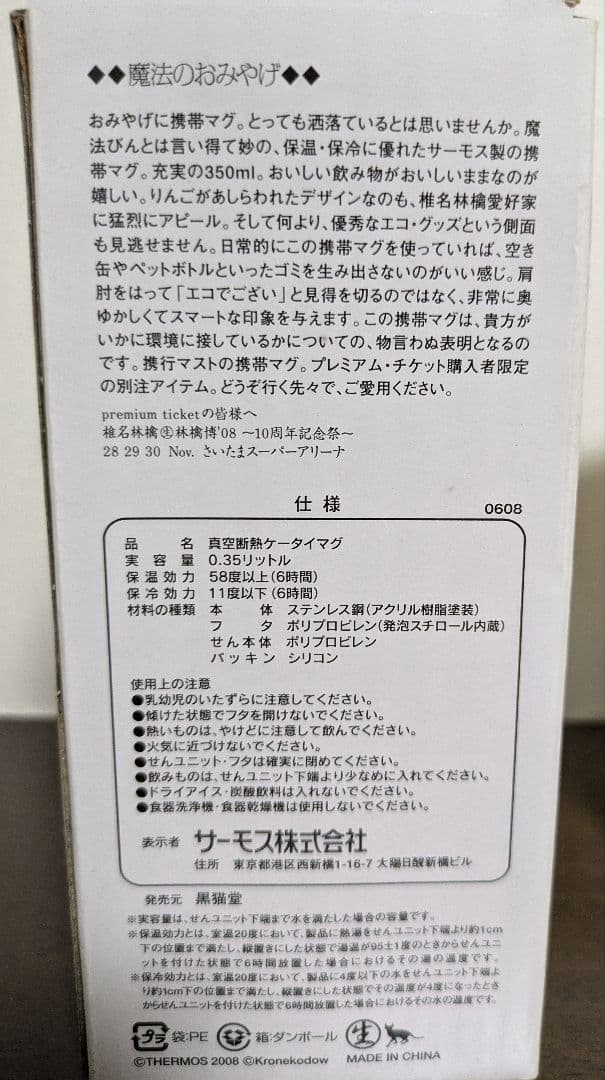 ◆◆魔法のおみやげ◆◆
おみやげに携帯マグ。とっても洒落ているとは思いませんか。魔
法びんとは言い得て妙の、保温・保冷に優れたサーモス製の携
帯マグ。充実の350ml。おいしい飲み物がおいしいままなのが
嬉しい。りんごがあしらわれたデザインなのも、椎名林檎愛好家
に猛烈にアピール。そして何より、優秀なエコ・グッズという側面
も見逃せません。日常的にこの携帯マグを使っていれば、空き
缶やペットボトルといったゴミを生み出さないのがいい感じ。肩
肘をはって「エコでござい」と見得を切るのではなく、非常に奥
ゆかしくてスマートな印象を与えます。この携帯マグは、貴方が
いかに環境に接しているかについての、物言わぬ表明となるの
です。携行マストの携帯マグ。プレミアム・チケット購入者限定
の別注アイテム。どうぞ行く先々で、ご愛用ください。
premium ticketの皆様へ
椎名林檎㊤林檎博'08 ～10周年記念祭～
28 29 30 Nov. さいたまスーパーアリーナ
仕様 0608
品名 真空断熱ケータイマグ
実容量 0.35リットル
保温効力 58度以上(6時間)
保冷効力 11度以下(6時間)
材料の種類 本体 ステンレス鋼(アクリル樹脂塗装)
フタ ポリプロピレン(発泡スチロール内蔵)
せん本体 ポリプロピレン
パッキン シリコン
使用上の注意
●乳幼児のいたずらに注意してください。
●傾けた状態でフタを開けないでください。
●熱いものは、やけどに注意して飲んでください。
●火気に近づけないでください。
●せんユニット・フタは確実に閉めてください。
●飲みものは、せんユニット下端より少なめに入れてください。
●ドライアイス・炭酸飲料は入れないでください。
●食器洗浄機・食器乾燥機は使用しないでください。
表示者 サーモス株式会社
住所 東京都港区西新橋1-16-7 大陽日酸新橋ビル
発売元 黒猫堂
※実容量は、せんユニット下端まで水を満たした場合の容量です。
※保温効力とは、室温20度において、製品に熱湯をせんユニット下端より約1cm
下の位置まで満たし、縦置きにした状態で湯温が95±1度のときからせんユニ
ットを付けた状態で6時間放置した場合におけるその湯の温度です。
※保冷効力とは、室温20度において、製品に4度以下の水をせんユニット下端よ
り約1cm下の位置まで満たし、縦置きにした状態でその温度が4度になったときと
きからせんユニットを付けた状態で6時間放置した場合におけるその水の温度です。
プラ 袋:PE 箱:ダンボール 生
©THERMOS 2008 ©Kronekodow MADE IN CHINA